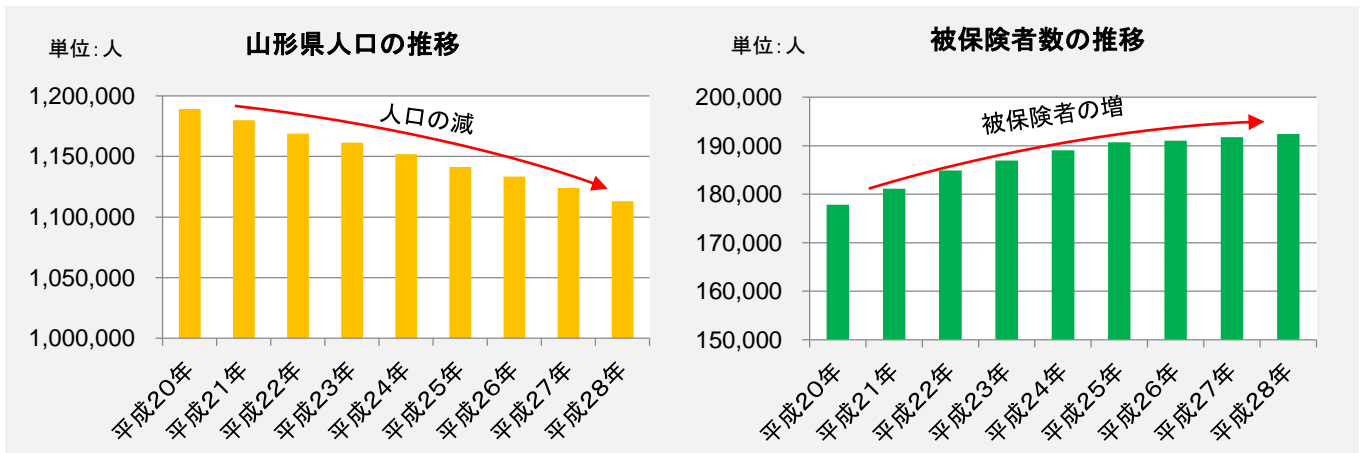 単位：人
山形県人口の推移
1,200,000
1,150,000
1,100,000
1,050,000
1,000,000
人口の減
平成20年
平成21年
平成22年
平成23年
平成24年
平成25年
平成26年
平成27年
平成28年
単位：人
被保険者数の推移
200,000
190,000
180,000
170,000
160,000
150,000
被保険者の増
平成20年
平成21年
平成22年
平成23年
平成24年
平成25年
平成26年
平成27年
平成28年